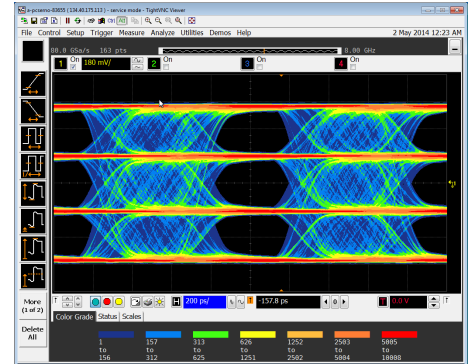 a-pcsemo-83655 (134.40.175.113) - service mode - TightVNC Viewer
File Control Setup Trigger Measure Analyze Utilities Demos Help 2 May 2014 12:23 AM
80.0 GSa/s 163 pts 8.00 GHz
1 On 180 mV/ 2 On 3 On 4 On
More
(1 of 2)
Delete
All
H 200 ps/ -157.8 ps 0 T 0.0 V
Color Grade Status Scales
1 157 313 626 1252 2503 5005
to to to to to to to
156 312 625 1251 2502 5004 10008